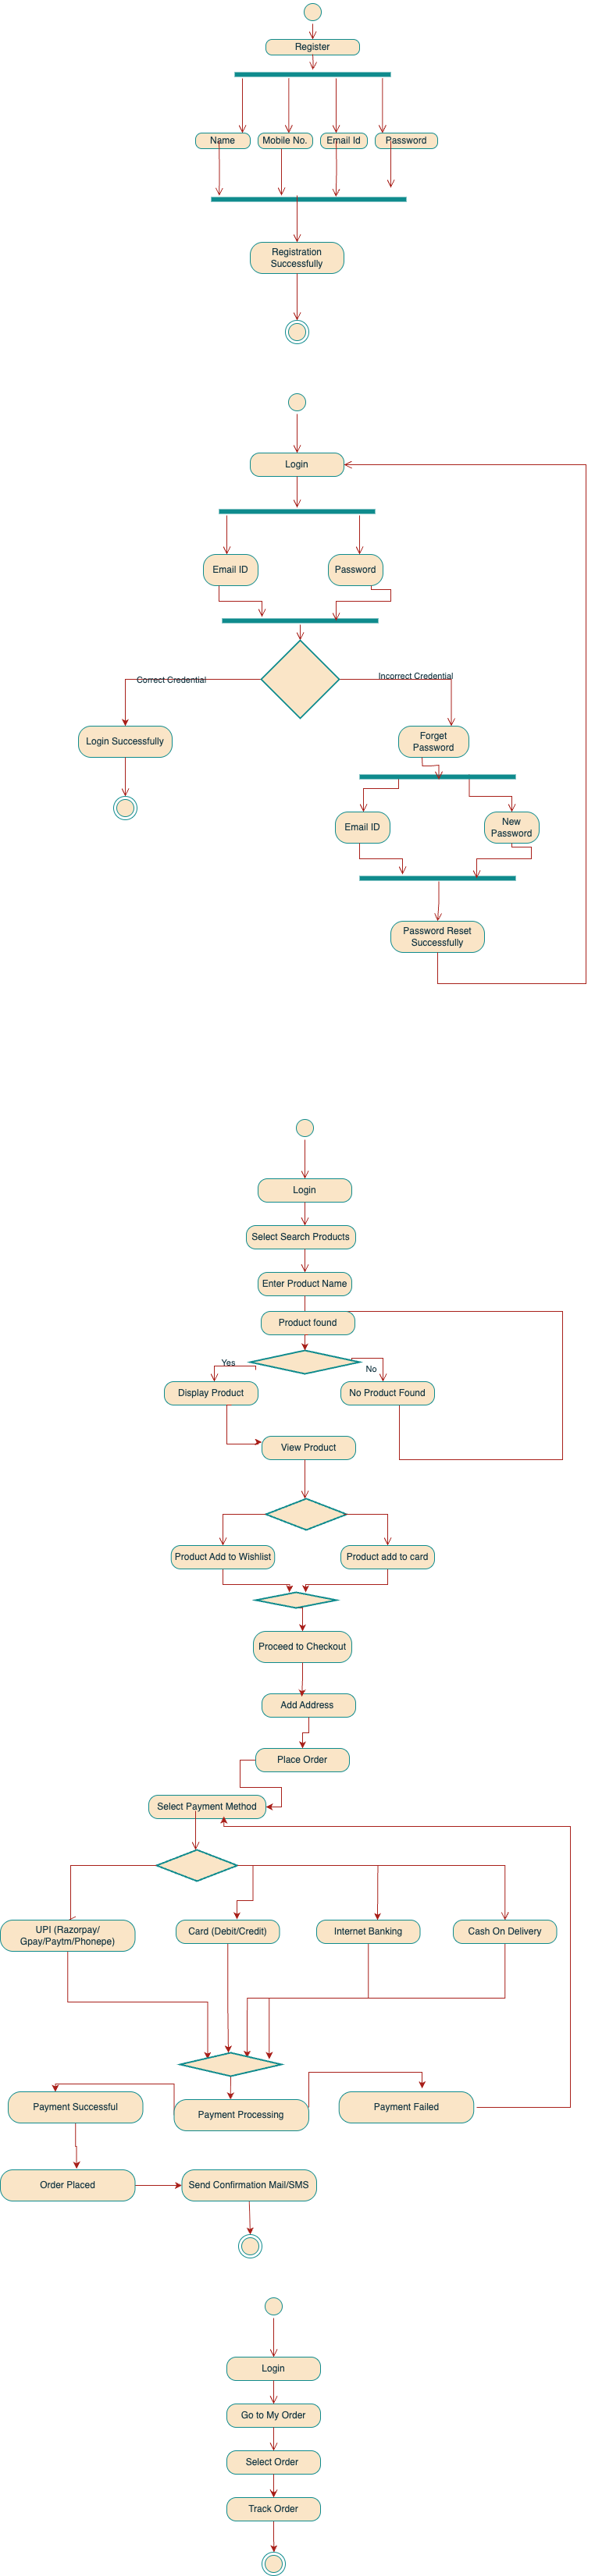 Register
Name
Mobile No.
Email Id
Password
Registration
Successfully
Login
Email ID
Password
Correct Credential
Incorrect Credential
Login Successfully
Forget
Password
Email ID
New
Password
Password Reset
Successfully
Login
Select Search Products
Enter Product Name
Product found
Yes
No
Display Product
No Product Found
View Product
Product Add to Wishlist
Product add to card
Proceed to Checkout
Add Address
Place Order
Select Payment Method
UPI (Razorpay/
Gpay/Paytm/Phonepe)
Card (Debit/Credit)
Internet Banking
Cash On Delivery
Payment Successful
Payment Processing
Payment Failed
Order Placed
Send Confirmation Mail/SMS
Login
Go to My Order
Select Order
Track Order